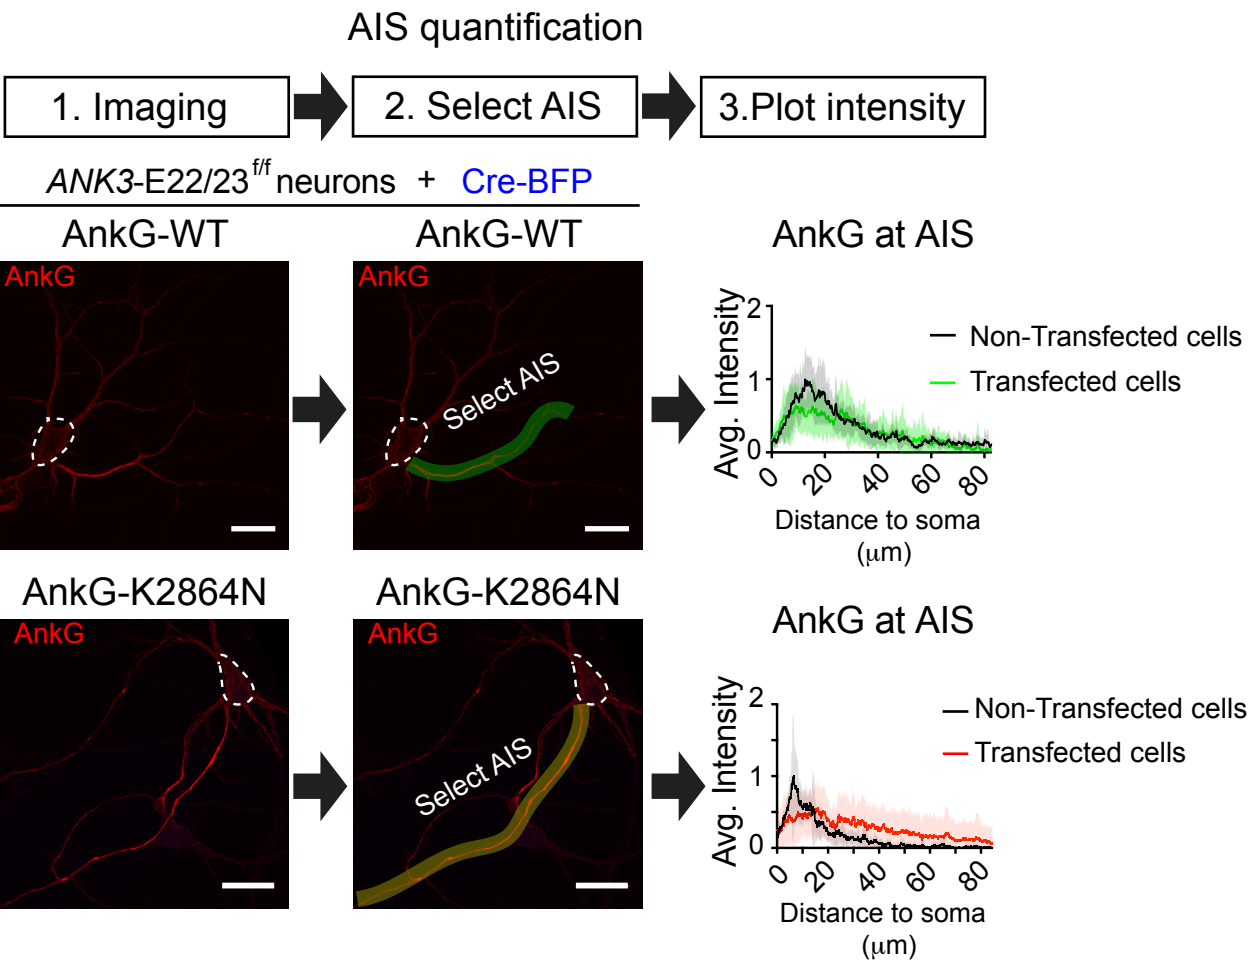 AIS quantification
1. Imaging
2. Select AIS
3.Plot intensity
ANK3-E22/23f/f neurons + Cre-BFP
AnkG-WT
AnkG-WT
AnkG at AIS
AnkG
AnkG
Select AIS
2
1
0
Avg. Intensity
0
20
40
60
80
Distance to soma
(μm)
Non-Transfected cells
Transfected cells
AnkG-K2864N
AnkG-K2864N
AnkG at AIS
AnkG
AnkG
Select AIS
2
1
0
Avg. Intensity
0
20
40
60
80
Distance to soma
(μm)
Non-Transfected cells
Transfected cells